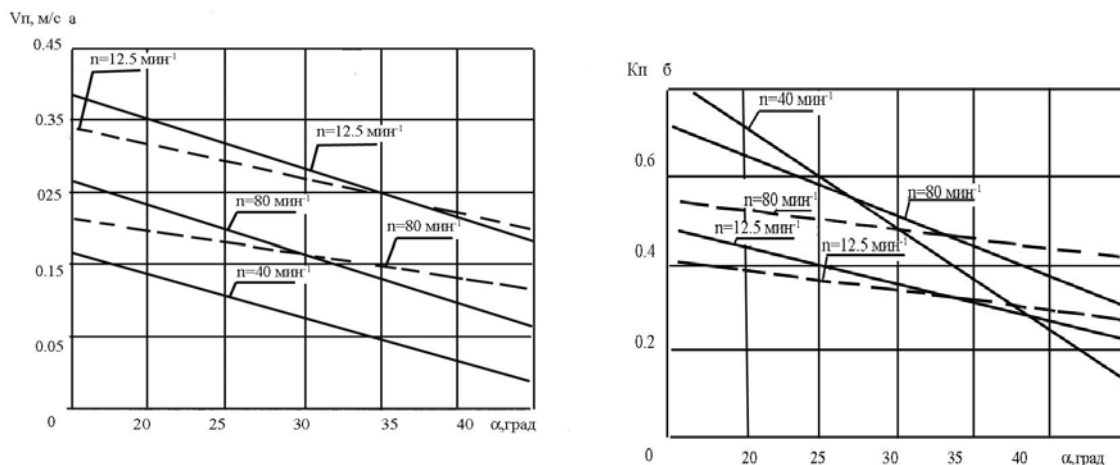 Vп, м/с а
0.45
n=12.5 мин-1
0.35
n=12.5 мин-1
025
n=80 мин-1
n=80 мин-1
0.15
n=40 мин-1
0.05
0
20 25 30 35 40 α,град
Кп б
n=40 мин-1
0.6
n=80 мин-1
n=80 мин-1
n=12.5 мин-1
n=12.5 мин-1
0.4
0.2
0
20 25 30 35 40 α,град